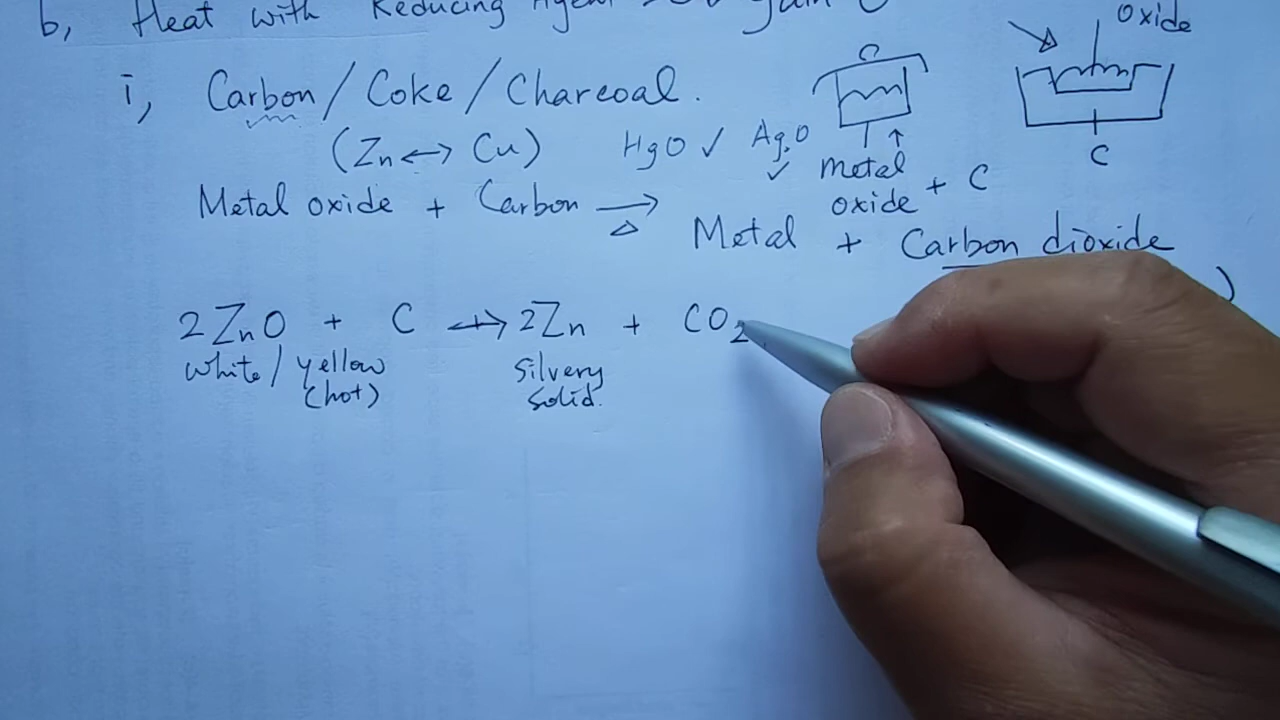 b, Heat with Reducing Agent
oxide
i, Carbon / Coke / Charcoal.
(Zn ↔ Cu) HgO ✓ Ag2O ✓
C
Metal oxide + C
Metal oxide + Carbon → Δ
Metal + Carbon dioxide
2ZnO + C → 2Zn + CO2
white / yellow (hot)
silvery solid.